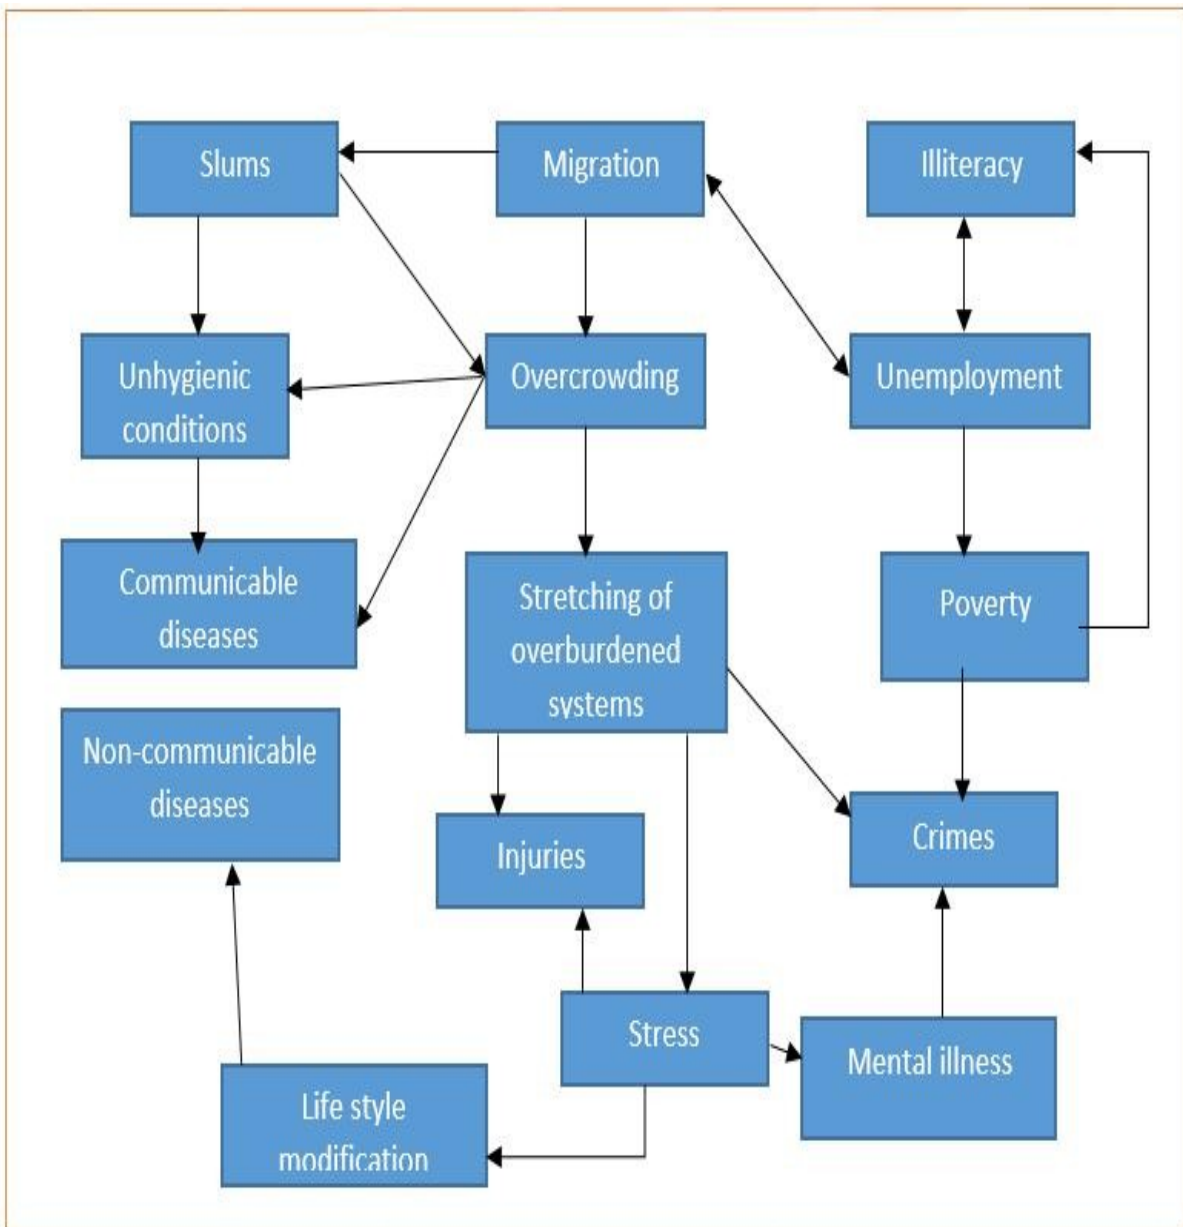 Slums
Migration
Illiteracy
Unhygienic
conditions
Overcrowding
Unemployment
Communicable
diseases
Stretching of
overburdened
systems
Poverty
Non-communicable
diseases
Injuries
Crimes
Stress
Mental illness
Life style
modification